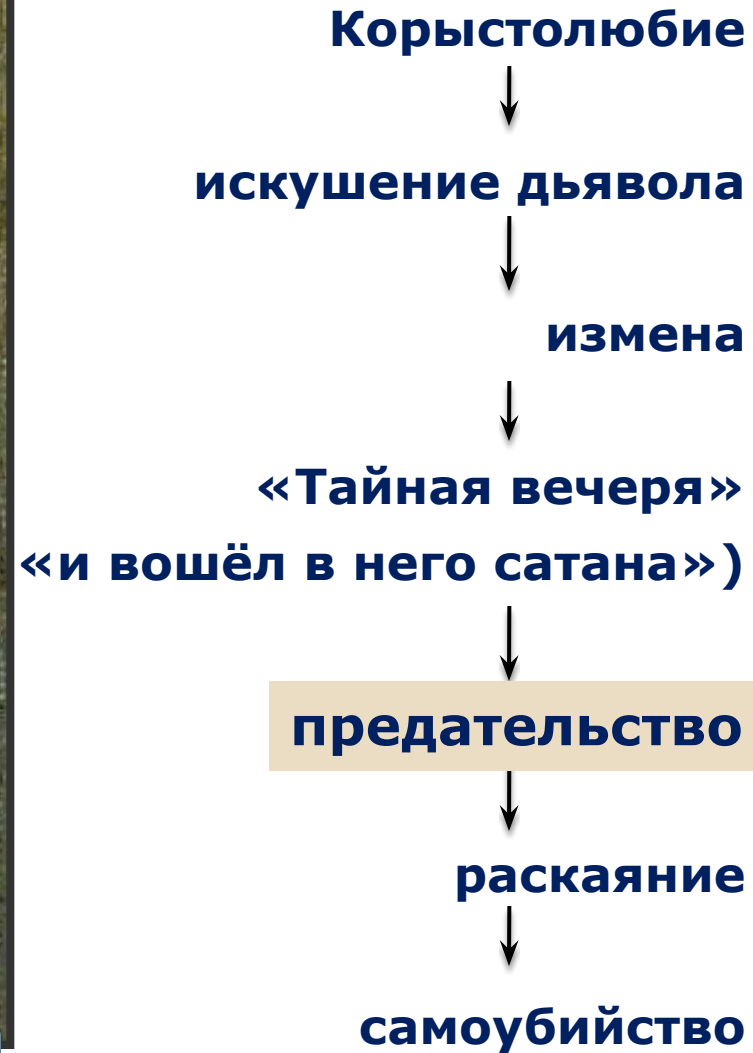 Корыстолюбие
искушение дьявола
измена
«Тайная вечеря»
«и вошёл в него сатана»)
предательство
раскаяние
самоубийство